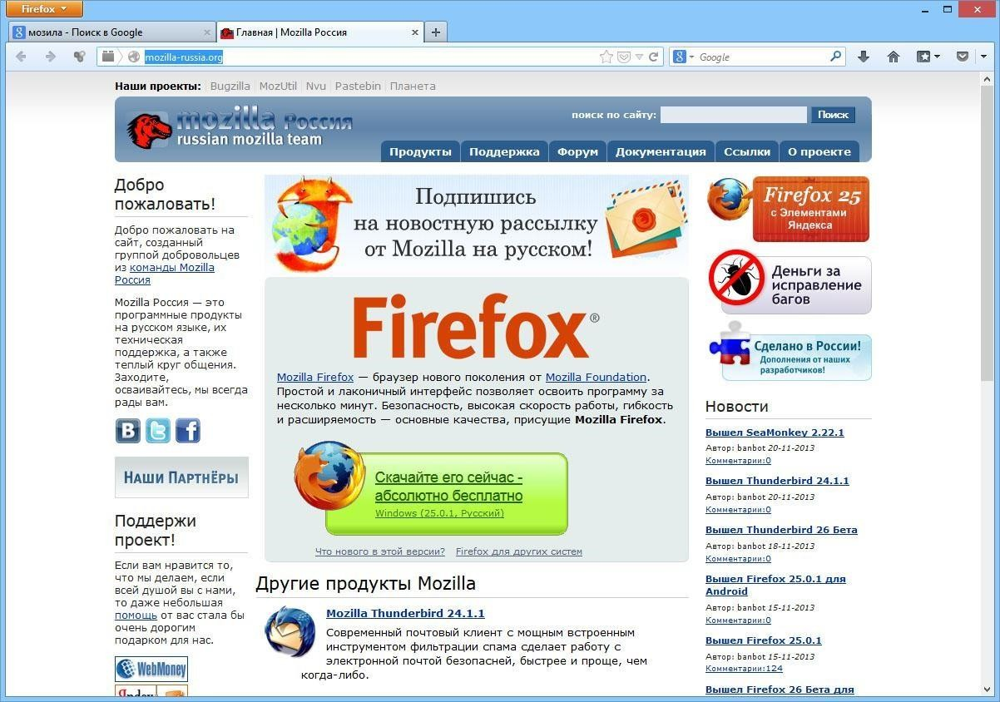 Firefox
мозила - Поиск в Google
Главная | Mozilla Россия
mozilla-russia.org
Google
Наши проекты: Bugzilla MozUtil Nvu Pastebin Планета
mozilla Россия
russian mozilla team
поиск по сайту:
Поиск
Продукты
Поддержка
Форум
Документация
Ссылки
О проекте
Добро
пожаловать!
Добро пожаловать на
сайт, созданный
группой добровольцев
из команды Mozilla
Россия
Mozilla Россия — это
программные продукты
на русском языке, их
техническая
поддержка, а также
теплый круг общения.
Заходите,
осваивайтесь, мы всегда
рады вам.
Наши Партнёры
Поддержи
проект!
Если вам нравится то,
что мы делаем, если
всей душой вы с нами,
то даже небольшая
помощь от вас стала бы
очень дорогим
подарком для нас.
WebMoney
Подпишись
на новостную рассылку
от Mozilla на русском!
Firefox®
Mozilla Firefox — браузер нового поколения от Mozilla Foundation.
Простой и лаконичный интерфейс позволяет освоить программу за
несколько минут. Безопасность, высокая скорость работы, гибкость
и расширяемость — основные качества, присущие Mozilla Firefox.
Скачайте его сейчас -
абсолютно бесплатно
Windows (25.0.1, Русский)
Что нового в этой версии? Firefox для других систем
Другие продукты Mozilla
Mozilla Thunderbird 24.1.1
Современный почтовый клиент с мощным встроенным
инструментом фильтрации спама сделает работу с
электронной почтой безопасней, быстрее и проще, чем
когда-либо.
Firefox 25
с Элементами
Яндекса
Деньги за
исправление
багов
Сделано в России!
Дополнения от наших
разработчиков!
Новости
Вышел SeaMonkey 2.22.1
Автор: banbot 20-11-2013
Комментарии:0
Вышел Thunderbird 24.1.1
Автор: banbot 20-11-2013
Комментарии:0
Вышел Thunderbird 26 Бета
Автор: banbot 18-11-2013
Комментарии:0
Вышел Firefox 25.0.1 для
Android
Автор: banbot 15-11-2013
Комментарии:0
Вышел Firefox 25.0.1
Автор: banbot 15-11-2013
Комментарии:124
Вышел Firefox 26 Бета для